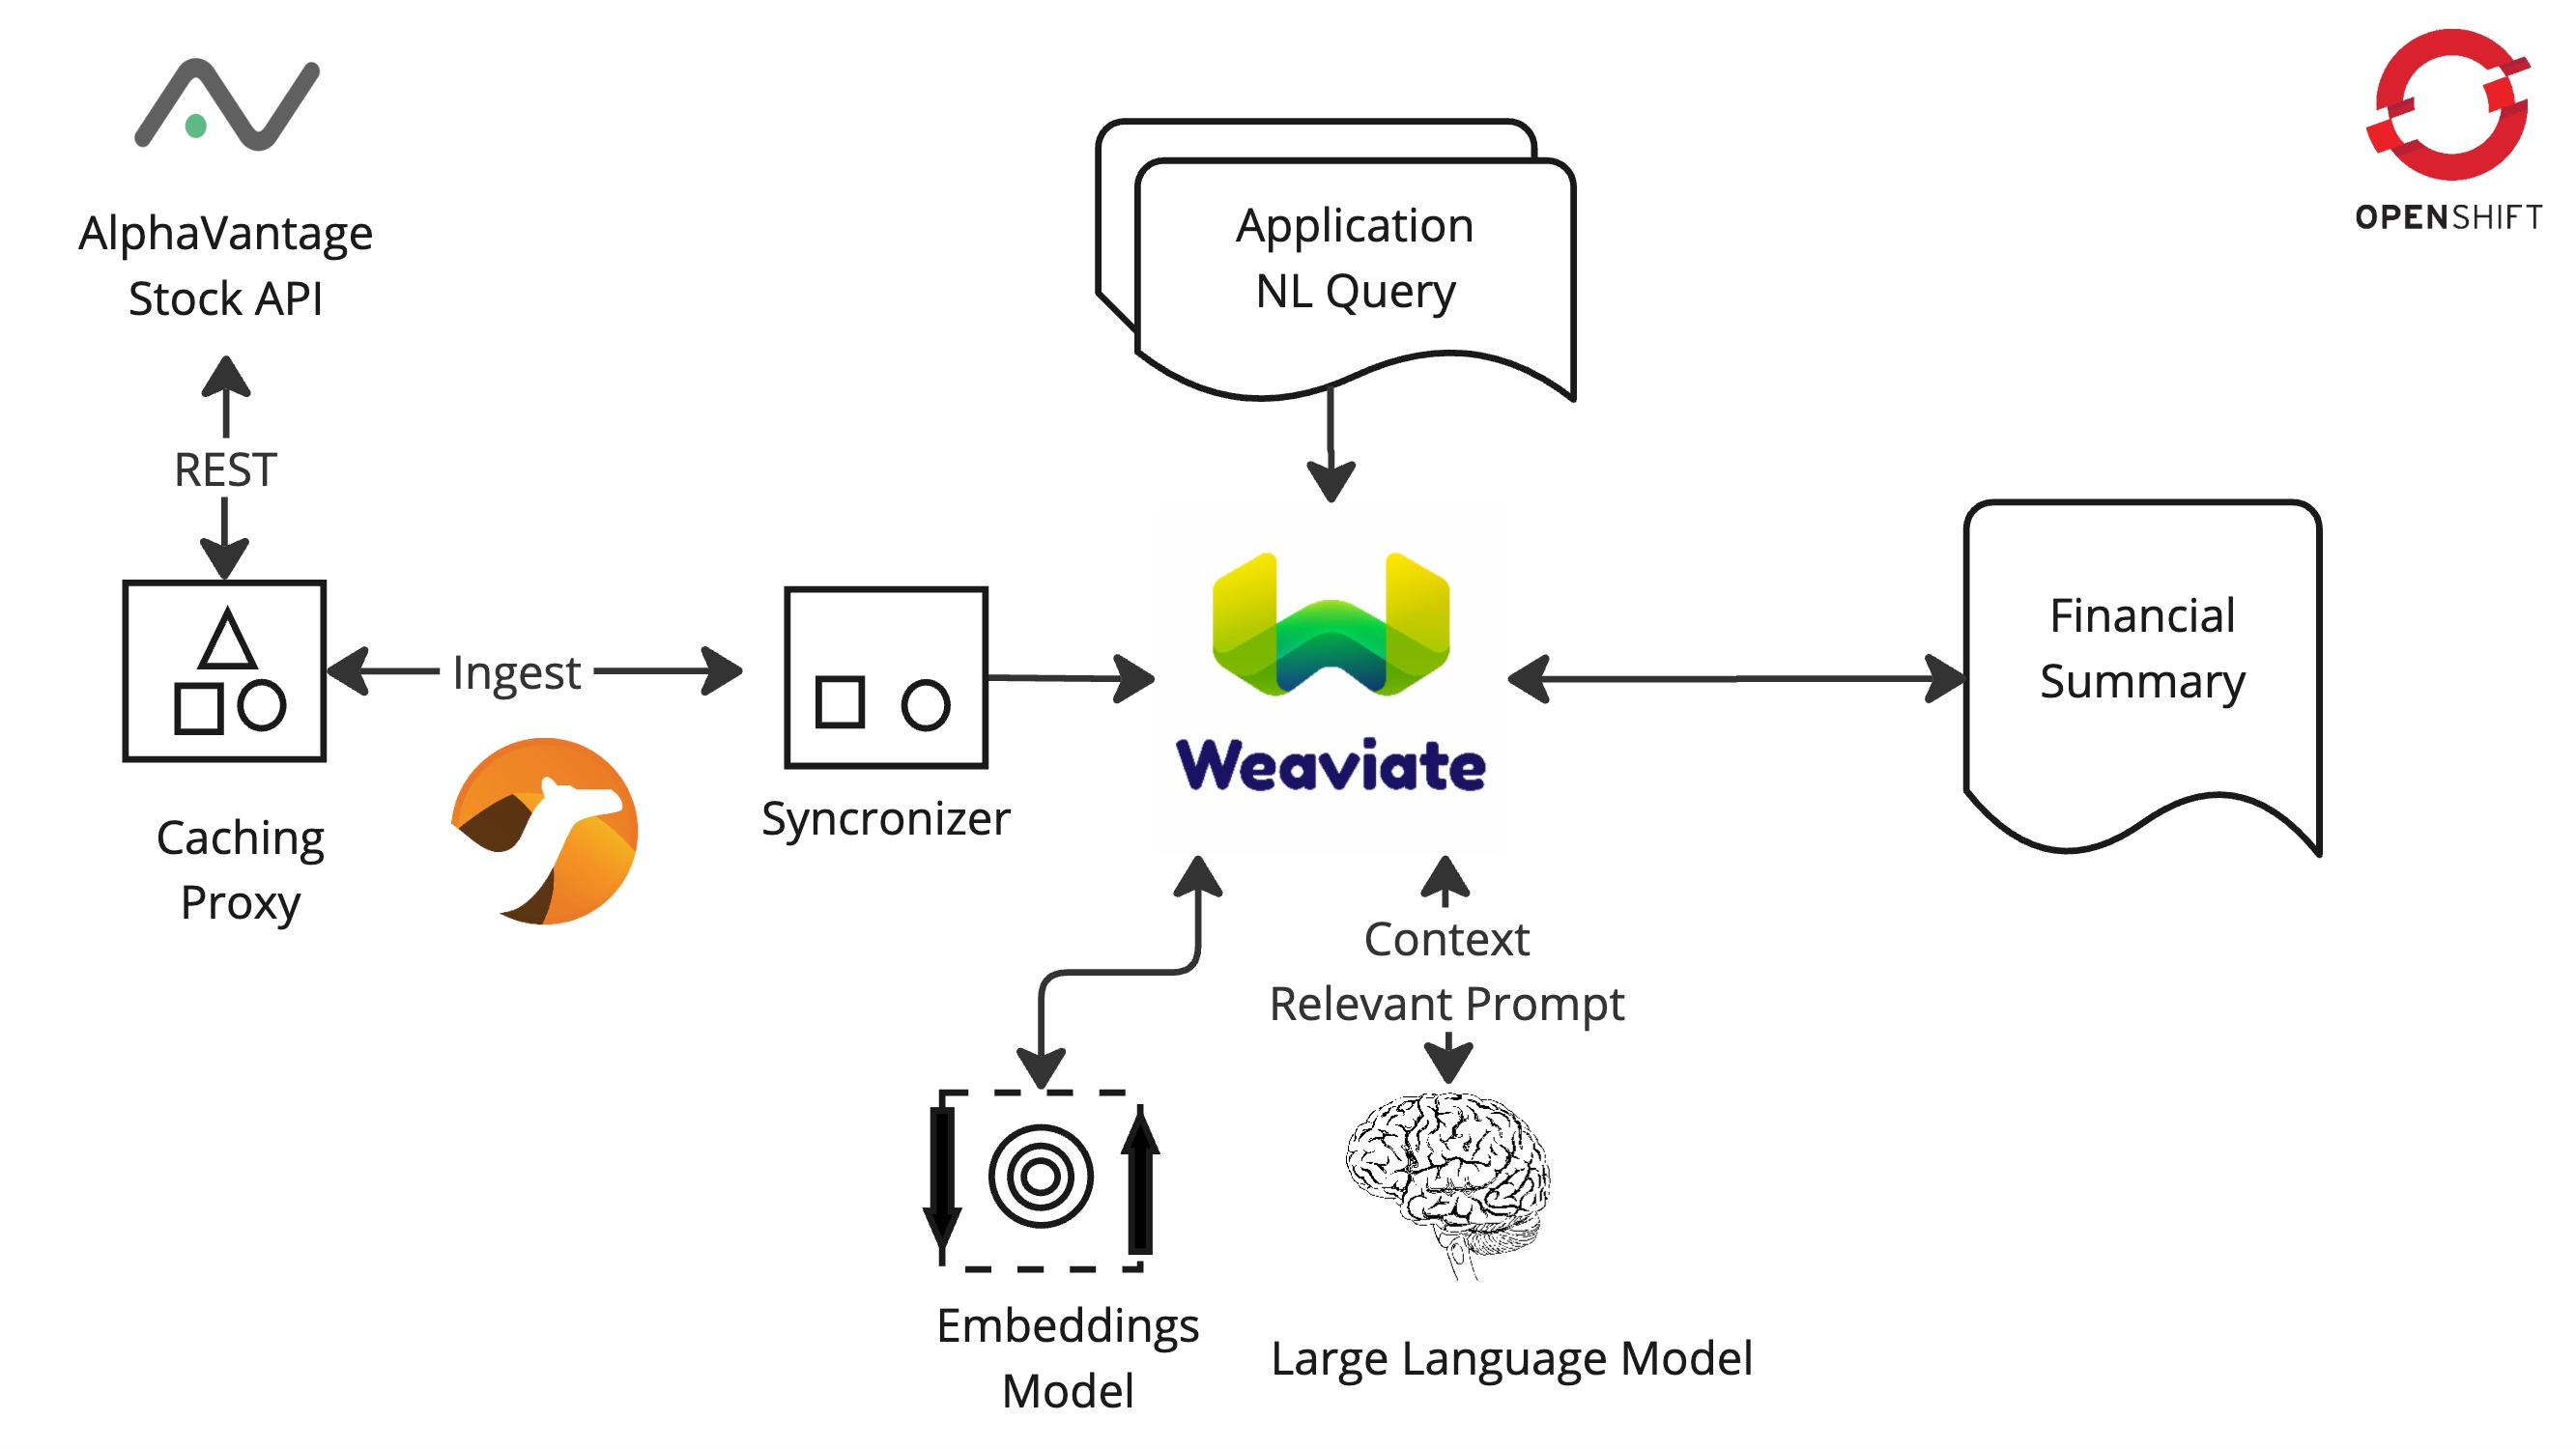 AlphaVantage
Stock API
REST
Caching
Proxy
Ingest
Syncronizer
Application
NL Query
Weaviate
Context
Relevant Prompt
Embeddings
Model
Large Language Model
Financial
Summary
OPENSHIFT